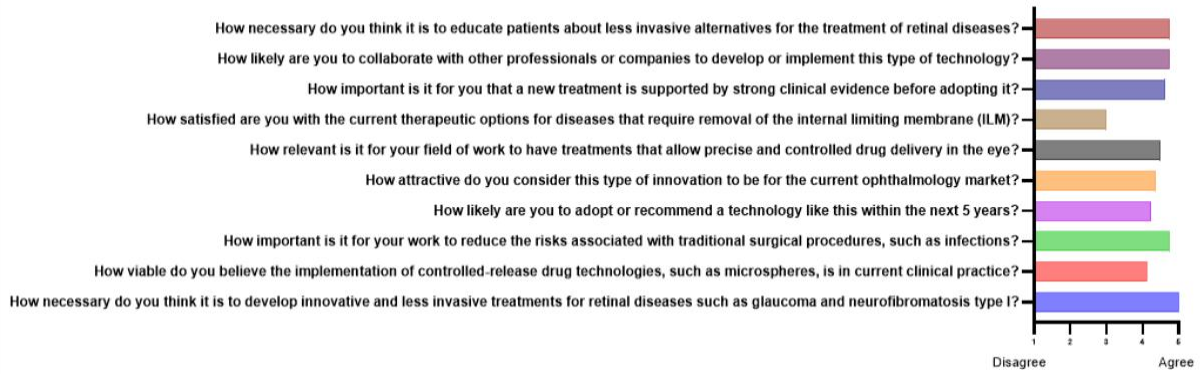 How necessary do you think it is to educate patients about less invasive alternatives for the treatment of retinal diseases?
How likely are you to collaborate with other professionals or companies to develop or implement this type of technology?
How important is it for you that a new treatment is supported by strong clinical evidence before adopting it?
How satisfied are you with the current therapeutic options for diseases that require removal of the internal limiting membrane (ILM)?
How relevant is it for your field of work to have treatments that allow precise and controlled drug delivery in the eye?
How attractive do you consider this type of innovation to be for the current ophthalmology market?
How likely are you to adopt or recommend a technology like this within the next 5 years?
How important is it for your work to reduce the risks associated with traditional surgical procedures, such as infections?
How viable do you believe the implementation of controlled-release drug technologies, such as microspheres, is in current clinical practice?
How necessary do you think it is to develop innovative and less invasive treatments for retinal diseases such as glaucoma and neurofibromatosis type I?
1 2 3 4 5
Disagree Agree